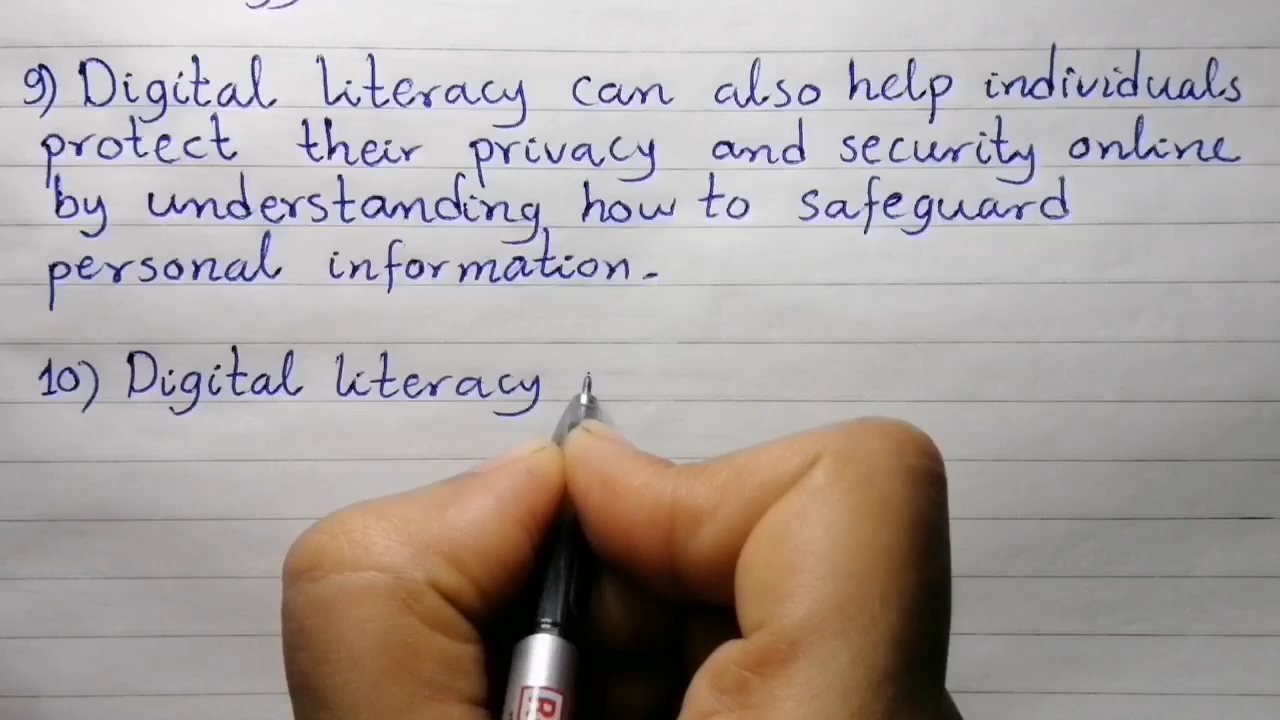 9) Digital literacy can also help individuals
protect their privacy and security online
by understanding how to safeguard
personal information.
10) Digital literacy